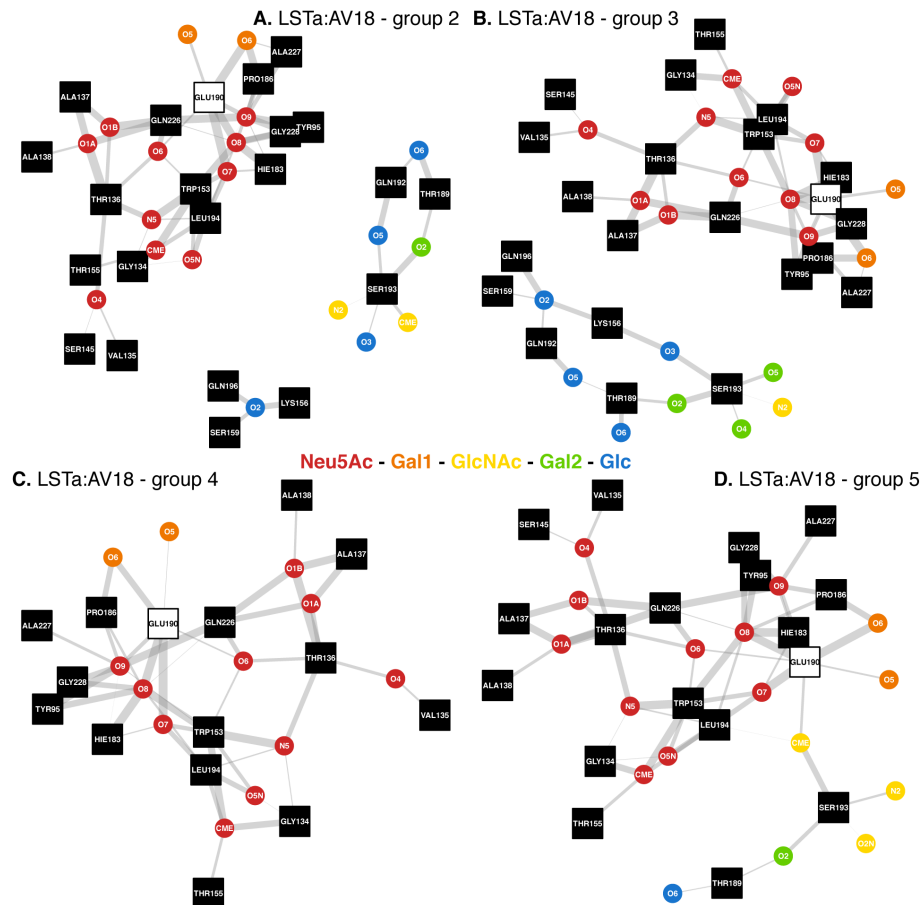 A. LSTa:AV18 - group 2
O5
O6
ALA227
PRO186
GLU190
ALA137
O9
GLN226
O1B
TYR95
GLY228
O1A
O8
O6
ALA138
HIE183
O7
TRP153
THR136
LEU194
N5
CME
O5N
GLY134
THR155
O4
SER145
VAL135
O6
GLN192
THR189
O5
O2
SER193
N2
CME
O3
GLN196
O2
LYS156
SER159
B. LSTa:AV18 - group 3
THR155
GLY134
CME
O5N
SER145
N5
LEU194
O4
TRP153
VAL135
O7
THR136
O6
HIE183
O5
ALA138
O1A
O8
GLU190
O1B
GLN226
GLY228
ALA137
O9
PRO186
O6
TYR95
ALA227
GLN196
SER159
O2
LYS156
GLN192
O3
O5
O5
THR189
SER193
O2
N2
O6
O4
Neu5Ac - Gal1 - GlcNAc - Gal2 - Glc
C. LSTa:AV18 - group 4
ALA138
O5
O6
ALA137
O1B
PRO186
O1A
GLU190
GLN226
ALA227
O9
O6
THR136
GLY228
O8
O4
TYR95
VAL135
O7
HIE183
TRP153
N5
LEU194
O5N
CME
GLY134
THR155
D. LSTa:AV18 - group 5
VAL135
SER145
ALA227
O4
GLY228
TYR95
O9
PRO186
O1B
GLN226
ALA137
THR136
O8
HIE183
O6
O1A
O6
GLU190
ALA138
O7
O5
TRP153
N5
LEU194
CME
GLY134
O5N
CME
THR155
SER193
N2
O2N
O2
THR189
O6